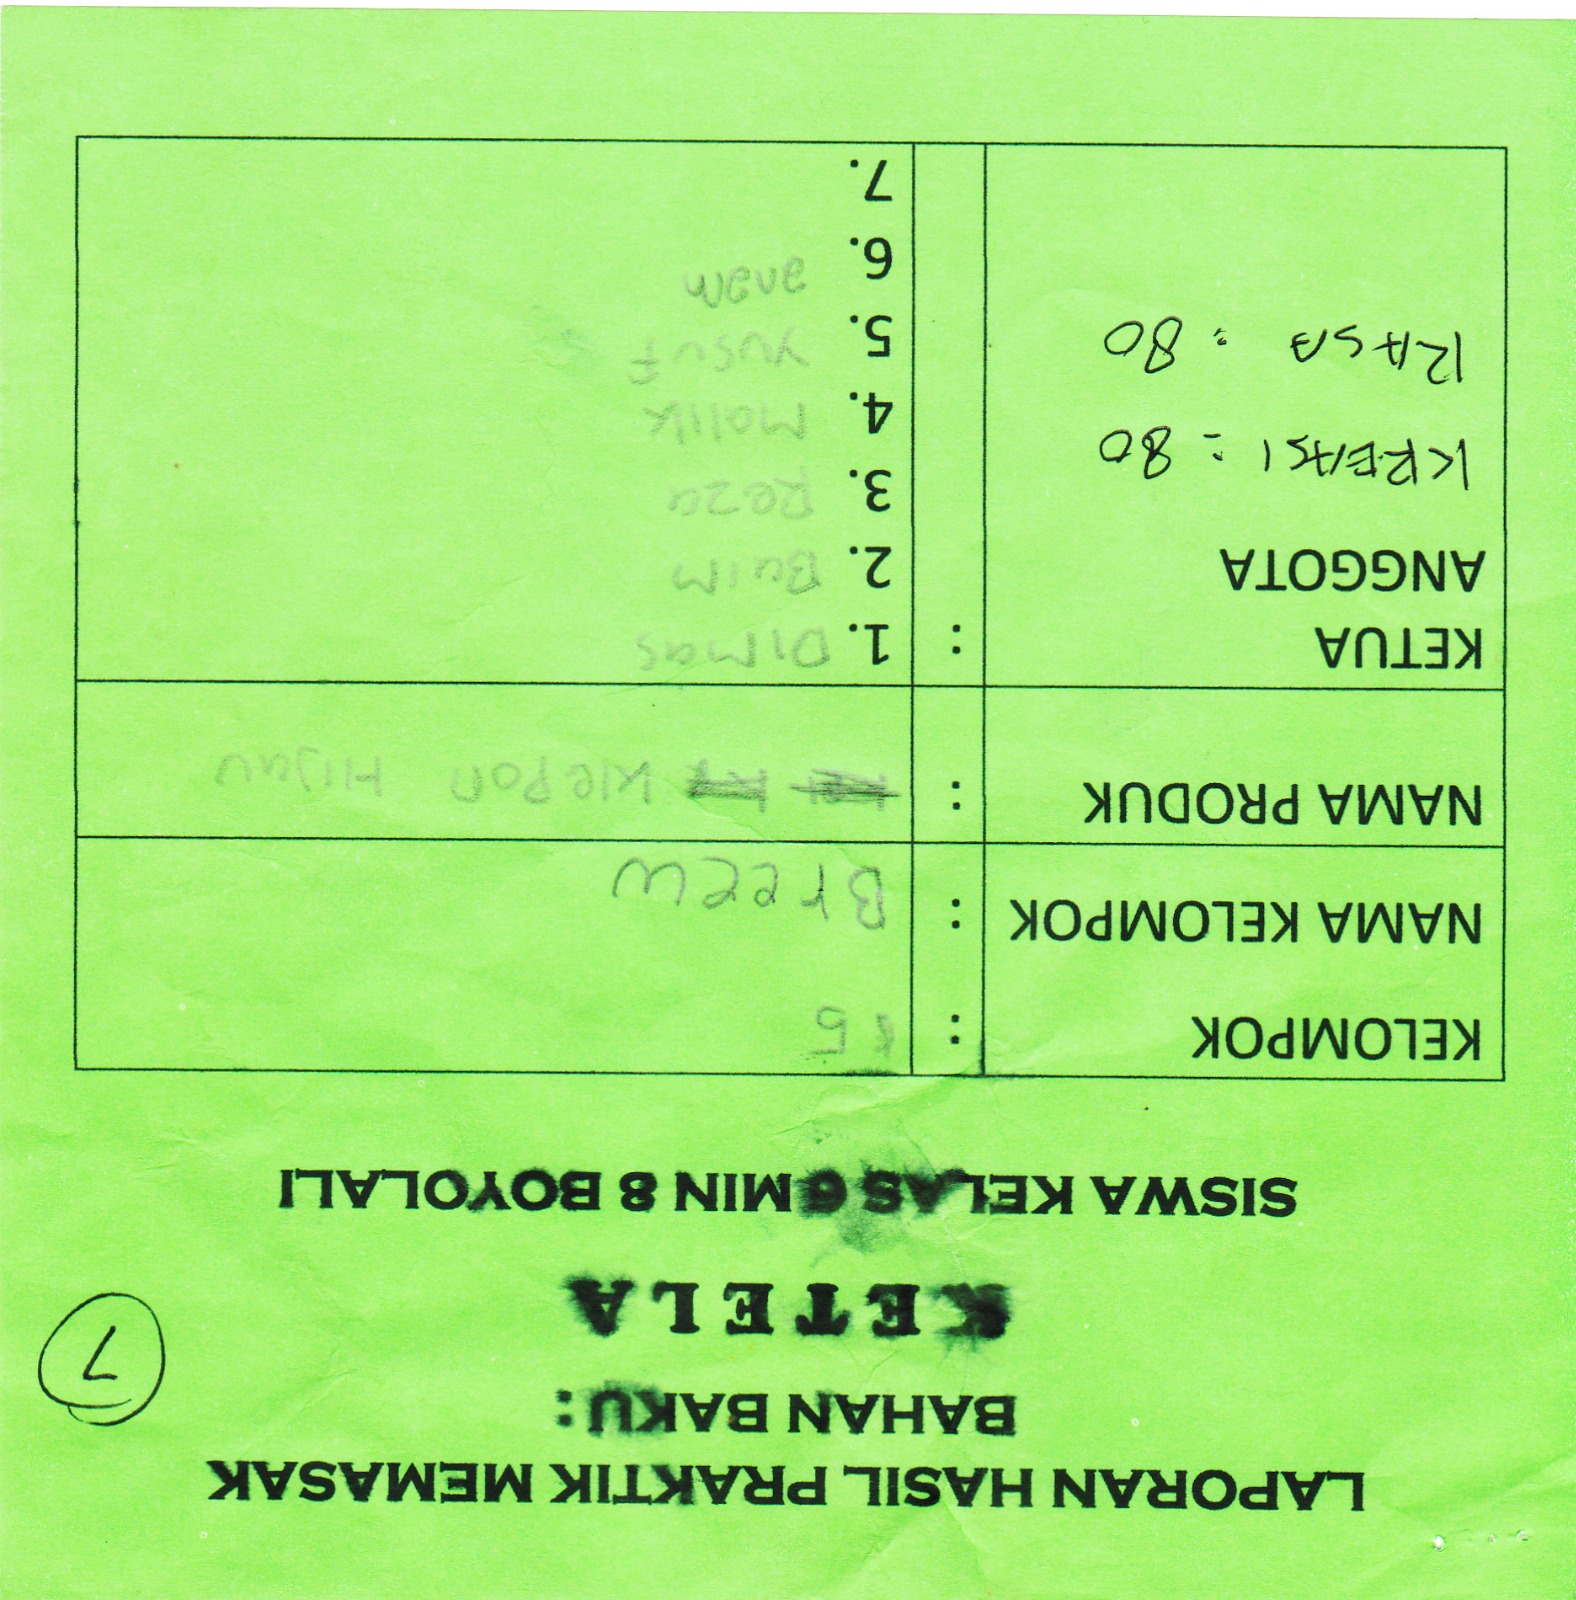 LAPORAN HASIL PRAKTIK MEMASAK
BAHAN BAKU :
KETELA
7
SISWA KELAS 6 MIN 8 BOYOLALI
KELOMPOK : 5
NAMA KELOMPOK : Breew
NAMA PRODUK : Klepon Hijau
KETUA : 1. DIMAS
ANGGOTA 2. BaIM
KREASI : 80 3. Reza
4. Malik
RASA : 80 5. Yusuf
6. anam
7.